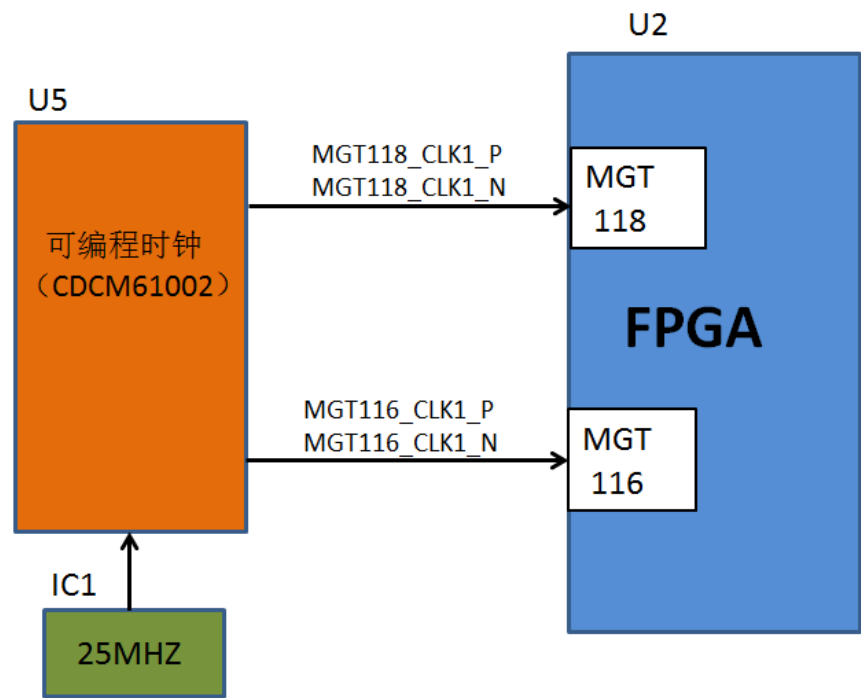 U2
U5
MGT118_CLK1_P
MGT118_CLK1_N
MGT
118
可编程时钟
（CDCM61002）
FPGA
MGT116_CLK1_P
MGT116_CLK1_N
MGT
116
IC1
25MHZ